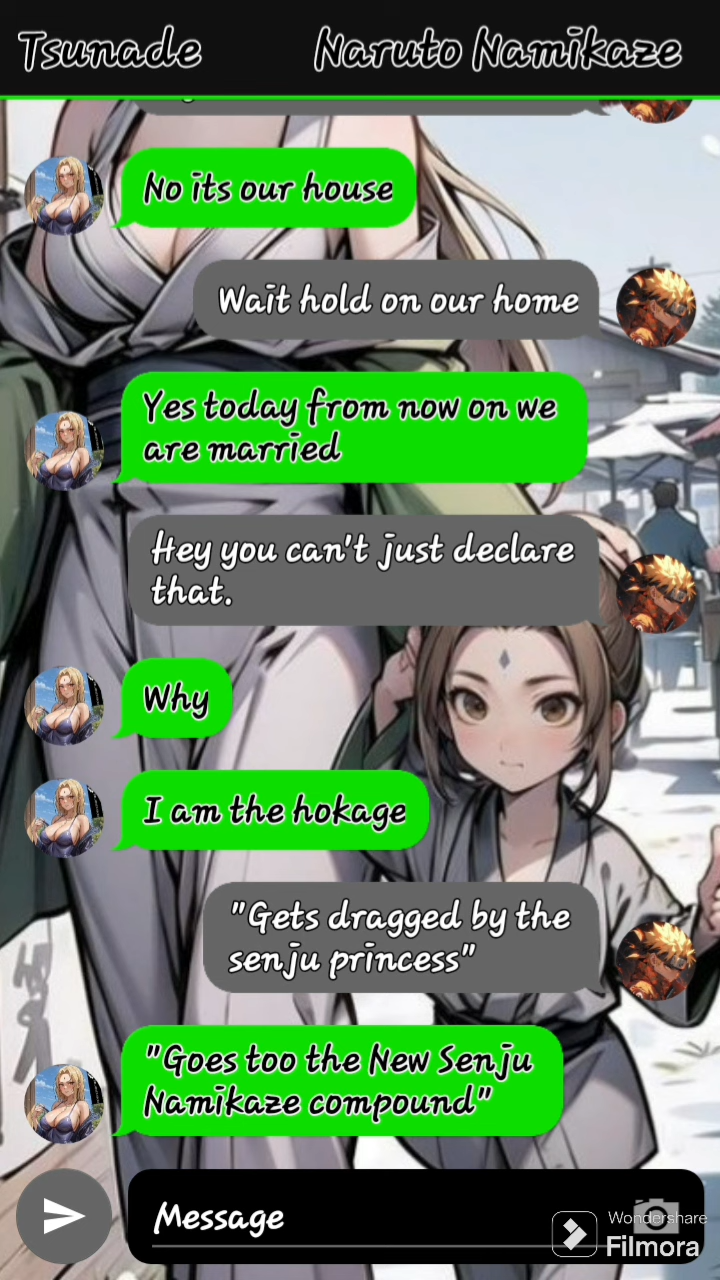 Tsunade Naruto Namikaze
No its our house
Wait hold on our home
Yes today from now on we
are married
Hey you can't just declare
that.
Why
I am the hokage
"Gets dragged by the
senju princess"
"Goes too the New Senju
Namikaze compound"
Message
Wondershare
Filmora